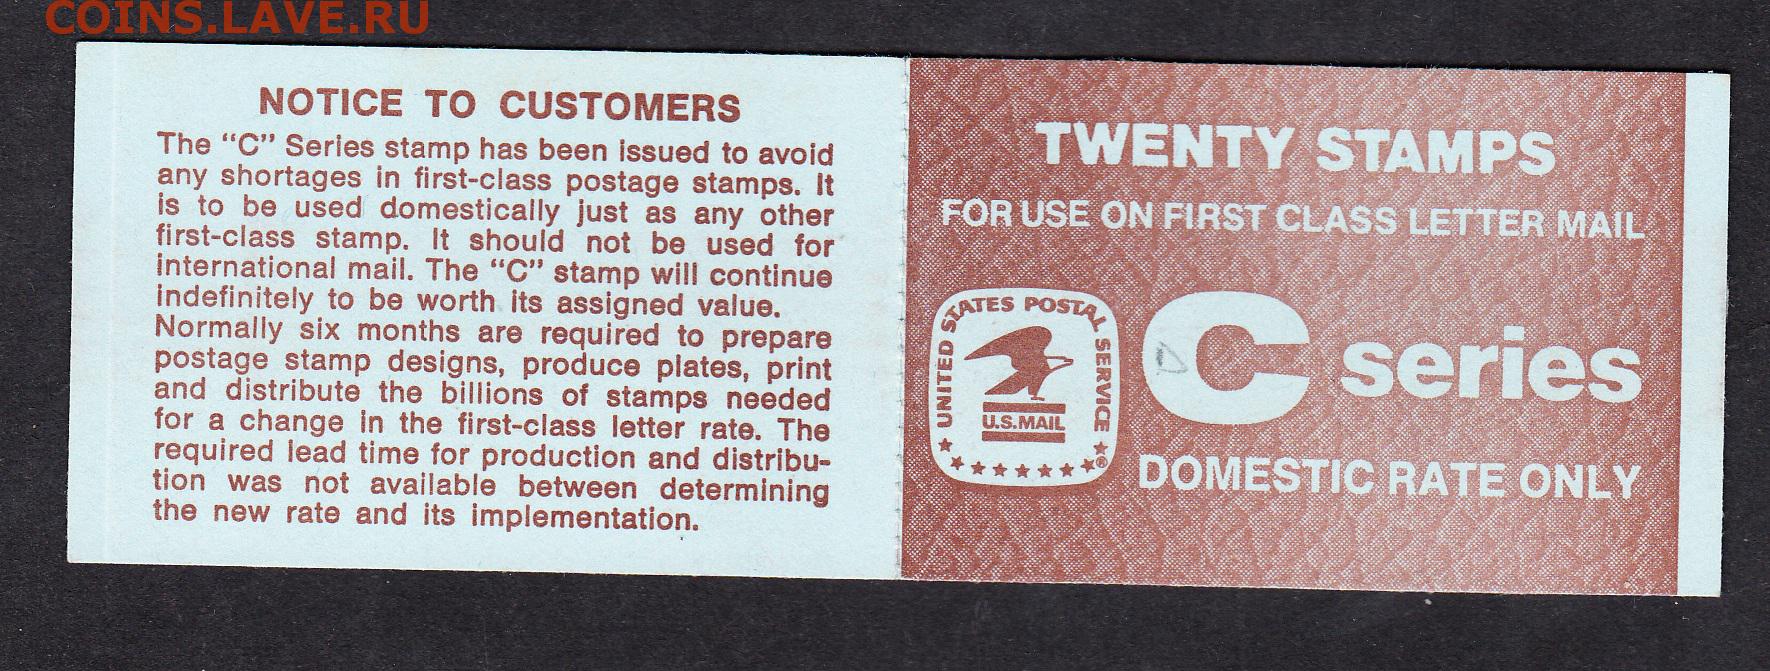 COINS.LAVE.RU
NOTICE TO CUSTOMERS
The “C” Series stamp has been issued to avoid
any shortages in first-class postage stamps. It
is to be used domestically just as any other
first-class stamp. It should not be used for
international mail. The “C” stamp will continue
indefinitely to be worth its assigned value.
Normally six months are required to prepare
postage stamp designs, produce plates, print
and distribute the billions of stamps needed
for a change in the first-class letter rate. The
required lead time for production and distribu-
tion was not available between determining
the new rate and its implementation.
TWENTY STAMPS
FOR USE ON FIRST CLASS LETTER MAIL
UNITED STATES POSTAL SERVICE
®
U.S.MAIL
C series
DOMESTIC RATE ONLY